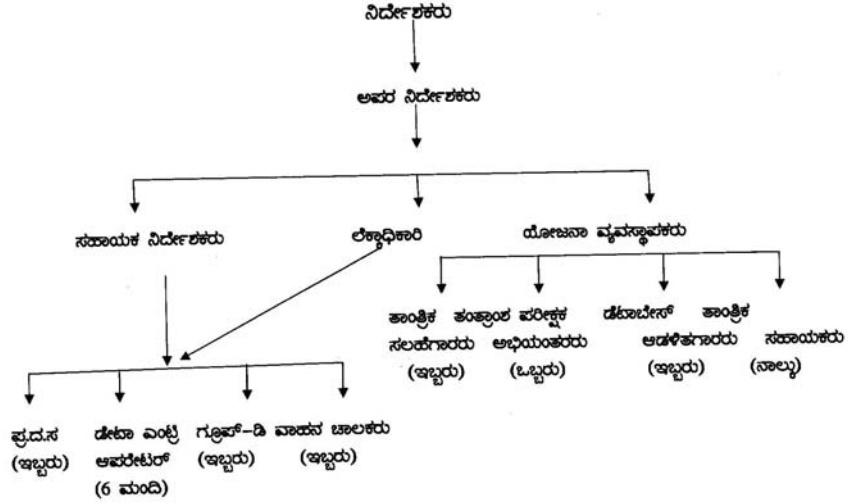 ನಿರ್ದೇಶಕರು
ಅಪರ ನಿರ್ದೇಶಕರು
ಸಹಾಯಕ ನಿರ್ದೇಶಕರು ಲೆಕ್ಕಾಧಿಕಾರಿ ಯೋಜನಾ ವ್ಯವಸ್ಥಾಪಕರು
ತಾಂತ್ರಿಕ ತಂತ್ರಾಂಶ ಪರೀಕ್ಷಕ ಡೆಟಾಬೇಸ್ ತಾಂತ್ರಿಕ
ಸಲಹೆಗಾರರು ಅಭಿಯಂತರರು ಆಡಳಿತಗಾರರು ಸಹಾಯಕರು
(ಇಬ್ಬರು) (ಒಬ್ಬರು) (ಇಬ್ಬರು) (ನಾಲ್ಕು)
ಪ್ರ.ದ.ಸ ಡೇಟಾ ಎಂಟ್ರಿ ಗ್ರೂಪ್-ಡಿ ವಾಹನ ಚಾಲಕರು
(ಇಬ್ಬರು) ಆಪರೇಟರ್ (ಇಬ್ಬರು) (ಇಬ್ಬರು)
(6 ಮಂದಿ)